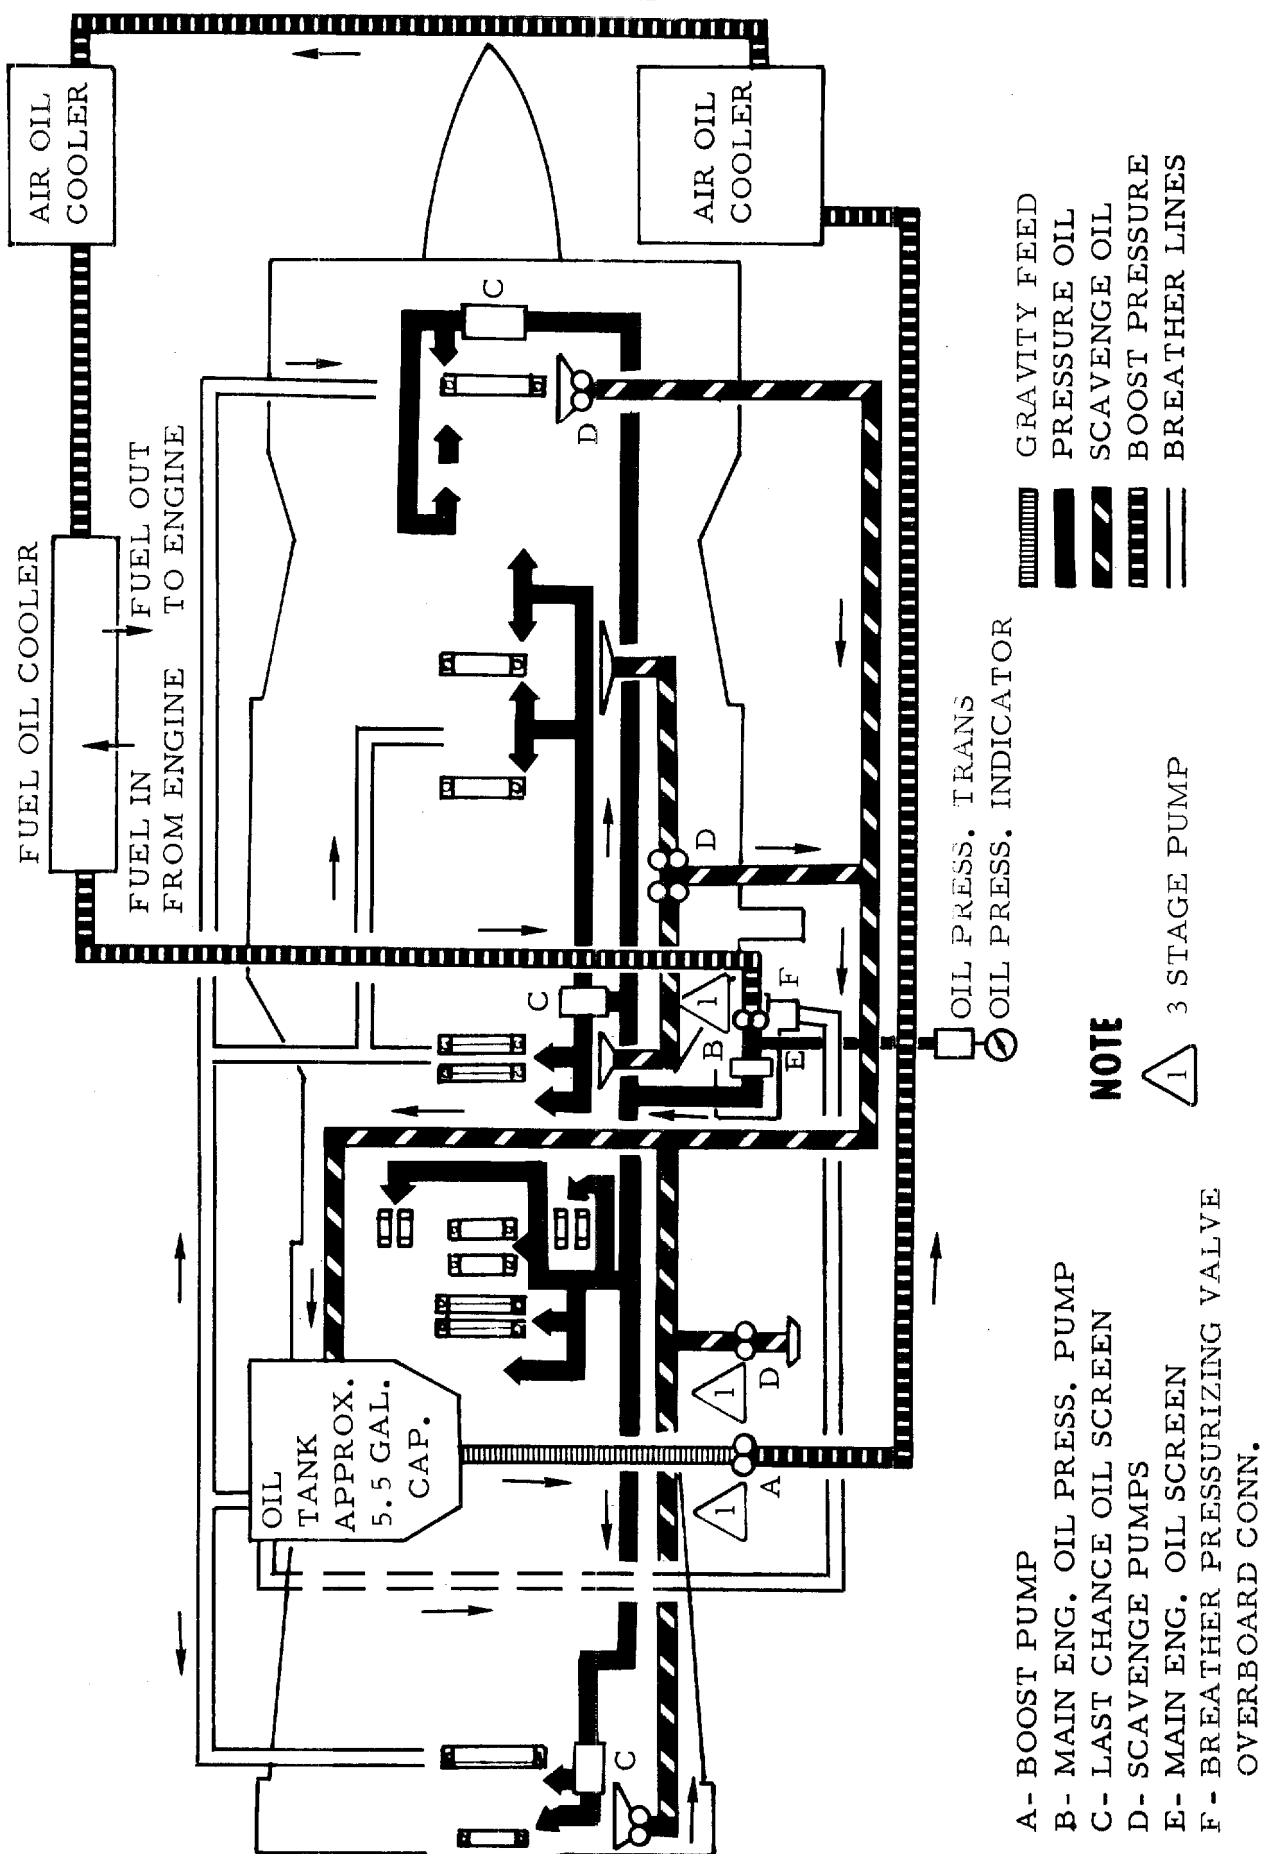 FUEL OIL COOLER
FUEL IN
FROM ENGINE
FUEL OUT
TO ENGINE
AIR OIL
COOLER
AIR OIL
COOLER
OIL
TANK
APPROX.
5.5 GAL.
CAP.
C
C
C
D
D
D
1
1
1
A
B
E
F
OIL PRESS. TRANS
OIL PRESS. INDICATOR
GRAVITY FEED
PRESSURE OIL
SCAVENGE OIL
BOOST PRESSURE
BREATHER LINES
NOTE
1
3 STAGE PUMP
A- BOOST PUMP
B- MAIN ENG. OIL PRESS. PUMP
C- LAST CHANCE OIL SCREEN
D- SCAVENGE PUMPS
E- MAIN ENG. OIL SCREEN
F- BREATHER PRESSURIZING VALVE
OVERBOARD CONN.